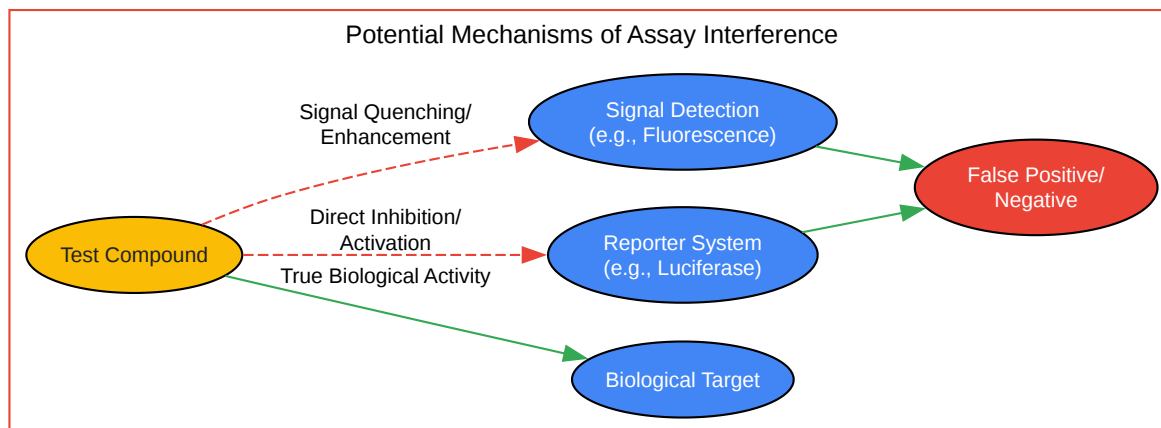 Potential Mechanisms of Assay Interference
Signal Quenching/
Enhancement
Signal Detection
(e.g., Fluorescence)
False Positive/
Negative
Direct Inhibition/
Activation
Test Compound
Reporter System
(e.g., Luciferase)
True Biological Activity
Biological Target